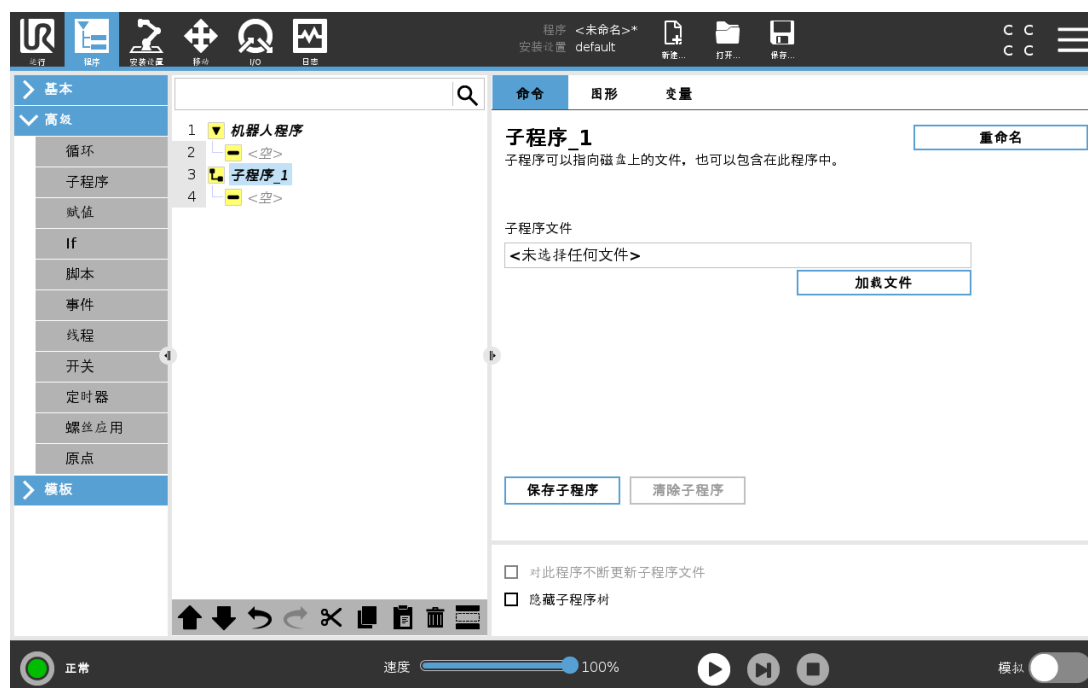 程序 <未命名>*
安装设置 default
C C
C C
运行 程序 安装设置 移动 I/O 日志 新建... 打开... 保存...
基本
高级
循环
子程序
赋值
If
脚本
事件
线程
开关
定时器
螺丝应用
原点
模板
1 机器人程序
2 <空>
3 子程序_1
4 <空>
命令 图形 变量
子程序_1
重命名
子程序可以指向磁盘上的文件，也可以包含在此程序中。
子程序文件
<未选择任何文件>
加载文件
保存子程序 清除子程序
对此程序不断更新子程序文件
隐藏子程序树
正常 速度 100% 模拟